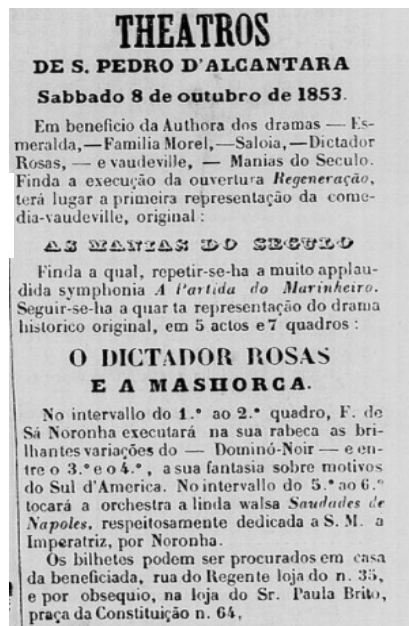 THEATROS
DE S. PEDRO D'ALCANTARA
Sabbado 8 de outubro de 1853.
Em beneficio da Authora dos dramas — Es-
meralda,—Familia Morel,—Saloia,—Dictador
Rosas, — e vaudeville, — Manias do Seculo.
Finda a execução da ouvertura Regeneração,
terá lugar a primeira representação da come-
dia-vaudeville, original :
AS MANIAS DO SECULO
Finda a qual, repetir-se-ha a muito applau-
dida symphonia A Partida do Marinheiro.
Seguir-se-ha a quar ta representação do drama
historico original, em 5 actos e 7 quadros :
O DICTADOR ROSAS
E A MASHORCA.
No intervallo do 1.º ao 2.º quadro, F. de
Sá Noronha executará na sua rabeca as bri-
lhantes variações do — Dominó-Noir — e en-
tre o 3.º e o 4.º, a sua fantasia sobre motivos
do Sul d'America. No intervallo do 5.º ao 6.º
tocará a orchestra a linda walsa Saudades de
Napoles, respeitosamente dedicada a S. M. a
Imperatriz, por Noronha.
Os bilhetes podem ser procurados em casa
da beneficiada, rua do Regente loja do n. 35,
e por obsequio, na loja do Sr. Paula Brito,
praça da Constituição n. 64,